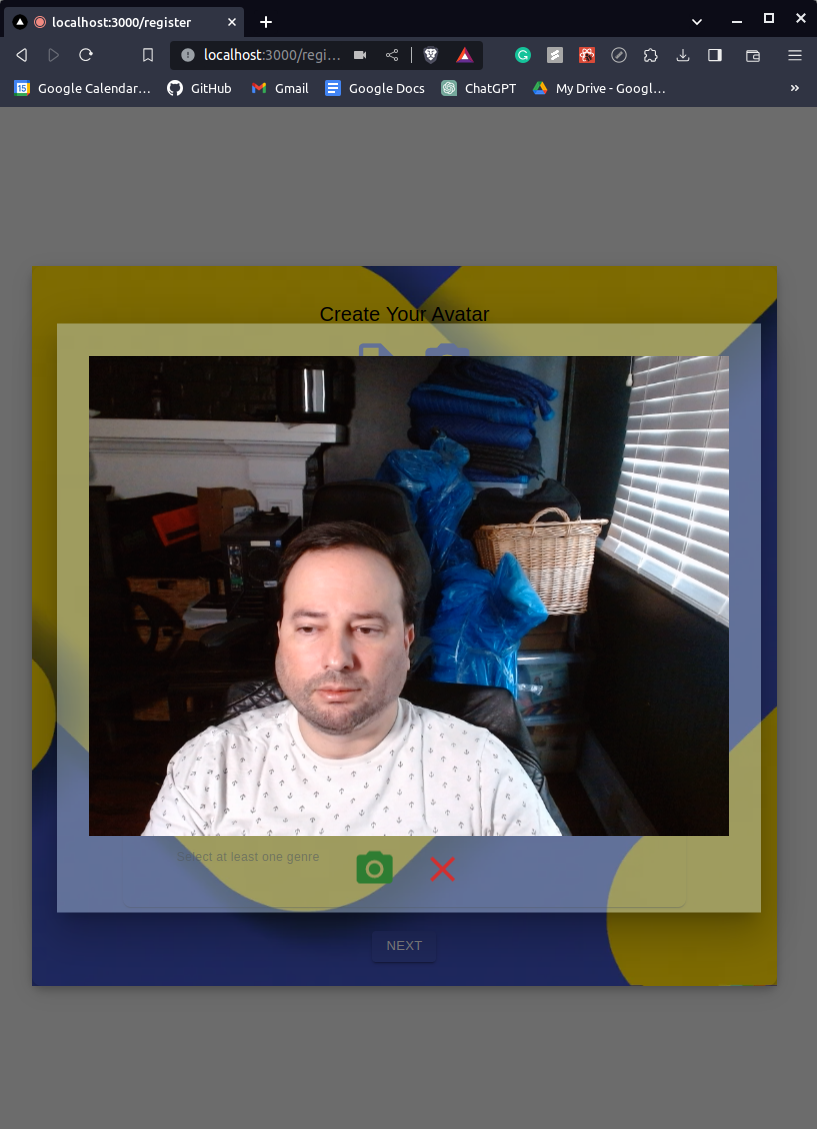 localhost:3000/register
localhost:3000/regi...
15
Google Calendar...
GitHub
Gmail
Google Docs
ChatGPT
My Drive - Googl...
»
Create Your Avatar
Select at least one genre
NEXT